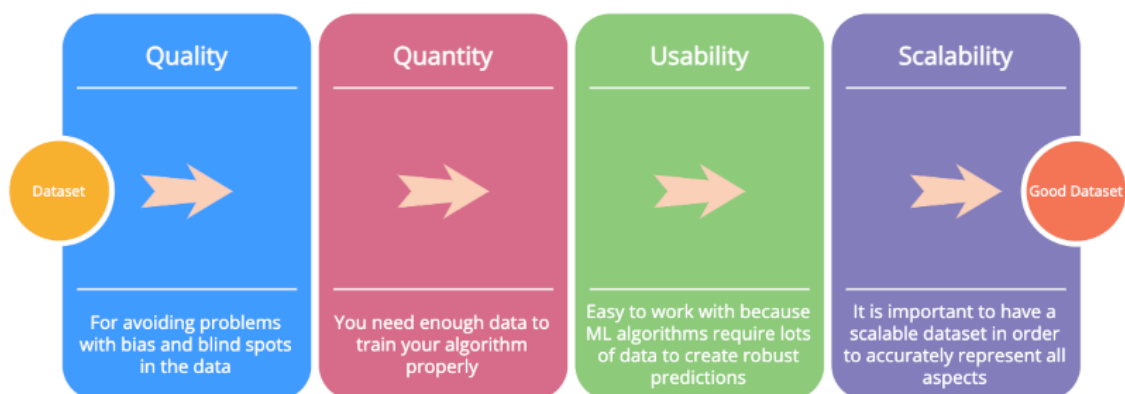 Dataset
Quality
For avoiding problems
with bias and blind spots
in the data
Quantity
You need enough data to
train your algorithm
properly
Usability
Easy to work with because
ML algorithms require lots
of data to create robust
predictions
Scalability
It is important to have a
scalable dataset in order
to accurately represent all
aspects
Good Dataset